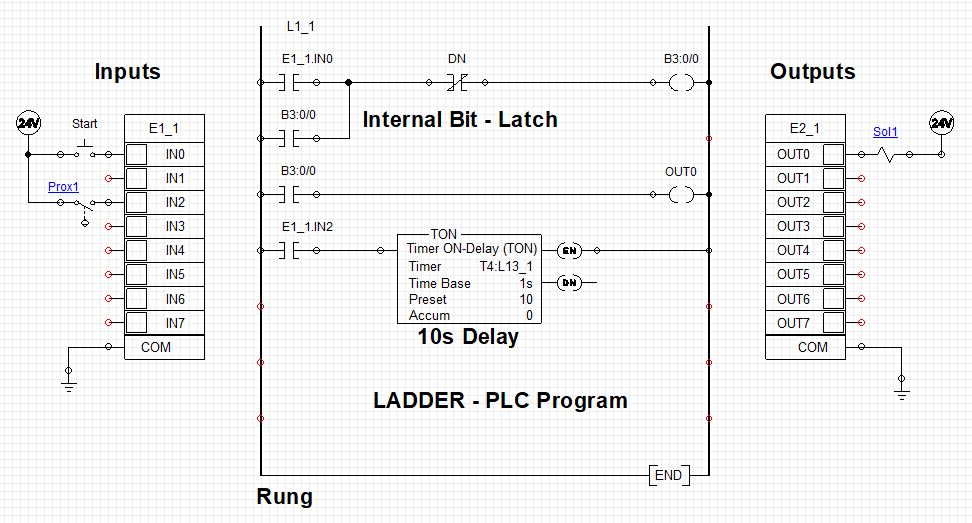 L1_1
Inputs
E1_1.IN0
DN
B3:0/0
Outputs
24V
Start
E1_1
B3:0/0
Internal Bit - Latch
E2_1
Sol1
24V
IN0
OUT0
IN1
B3:0/0
OUT0
OUT1
Prox1
IN2
OUT2
IN3
E1_1.IN2
OUT3
TON
IN4
Timer ON-Delay (TON)
EN
OUT4
Timer T4:L13_1
IN5
Time Base 1s
DN
OUT5
IN6
Preset 10
OUT6
IN7
Accum 0
OUT7
10s Delay
COM
COM
LADDER - PLC Program
END
Rung